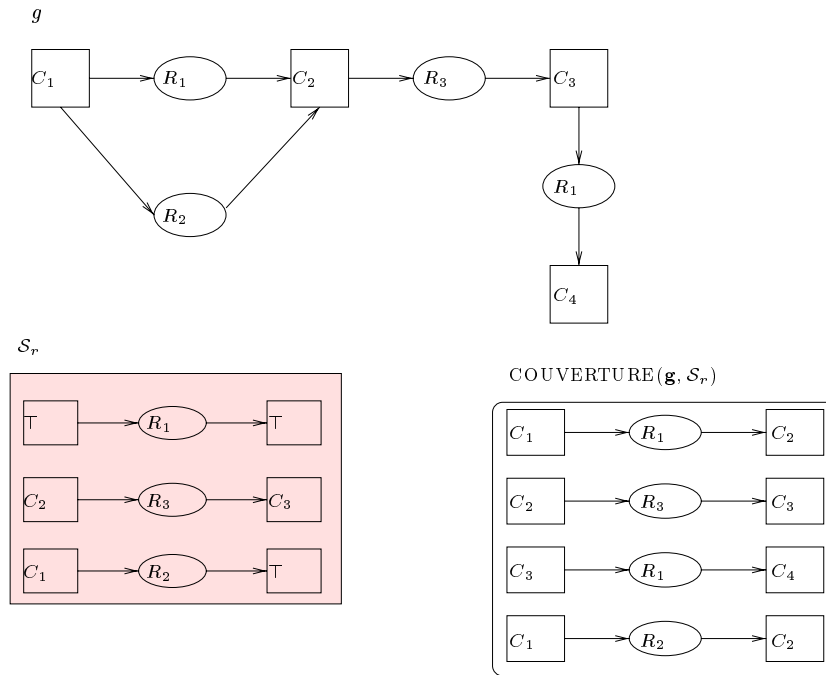 g
C₁ R₁ C₂ R₃ C₃
R₁
R₂
C₄
𝒮ᵣ
⊤ R₁ ⊤
C₂ R₃ C₃
C₁ R₂ ⊤
COUVERTURE(g, 𝒮ᵣ)
C₁ R₁ C₂
C₂ R₃ C₃
C₃ R₁ C₄
C₁ R₂ C₂